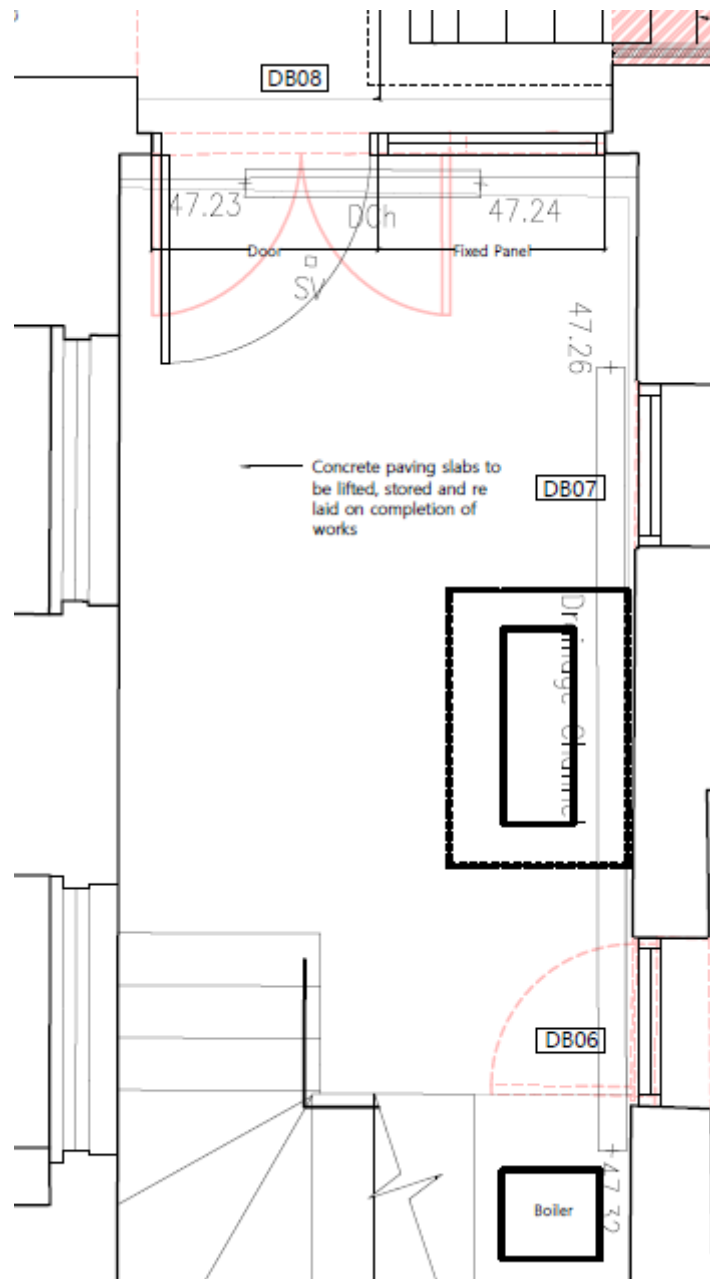 DB08
47.23
DCh
47.24
Door
Fixed Panel
SV
47.26
Concrete paving slabs to
be lifted, stored and re
laid on completion of
works
DB07
Drainage Channel
DB06
Boiler
47.32